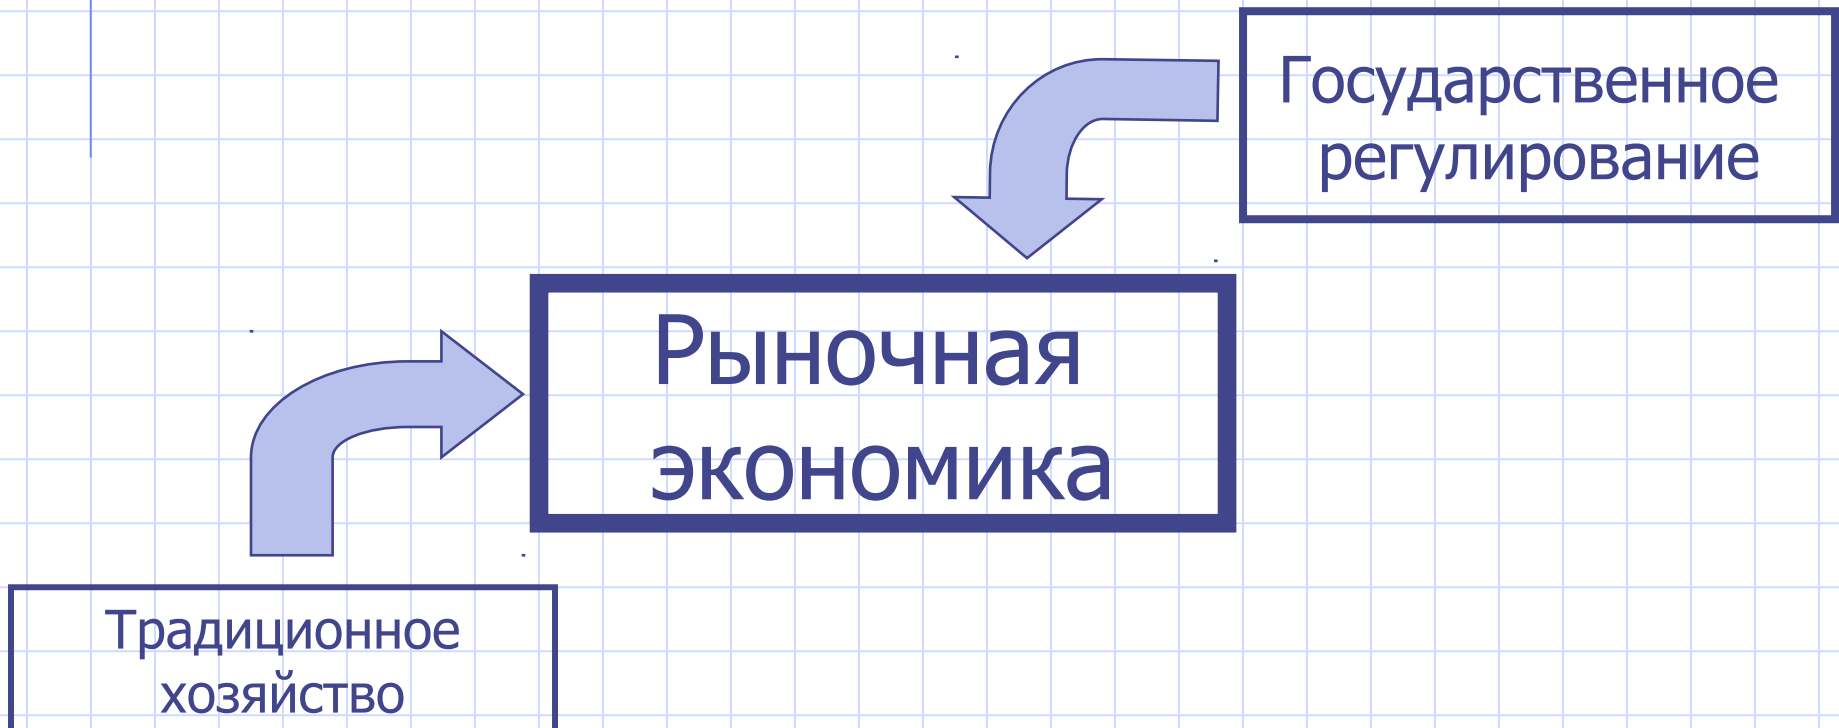 Государственное
регулирование
Рыночная
экономика
Традиционное
хозяйство